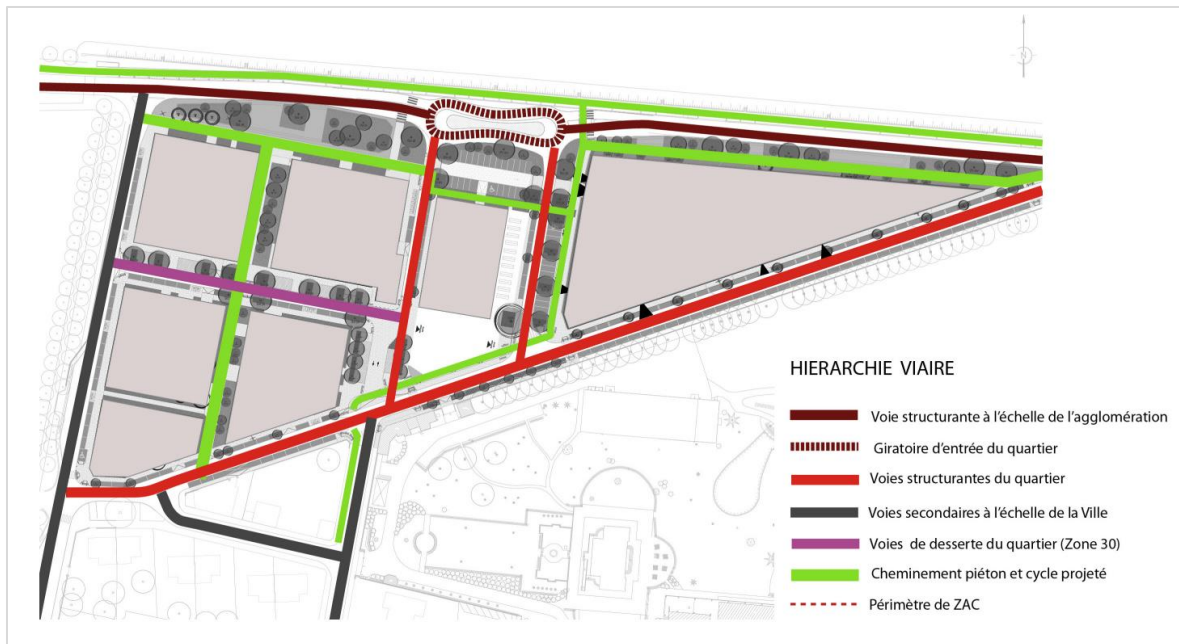 N
HIERARCHIE VIAIRE
Voie structurante à l'échelle de l'agglomération
Giratoire d'entrée du quartier
Voies structurantes du quartier
Voies secondaires à l'échelle de la Ville
Voies de desserte du quartier (Zone 30)
Cheminement piéton et cycle projeté
Périmètre de ZAC